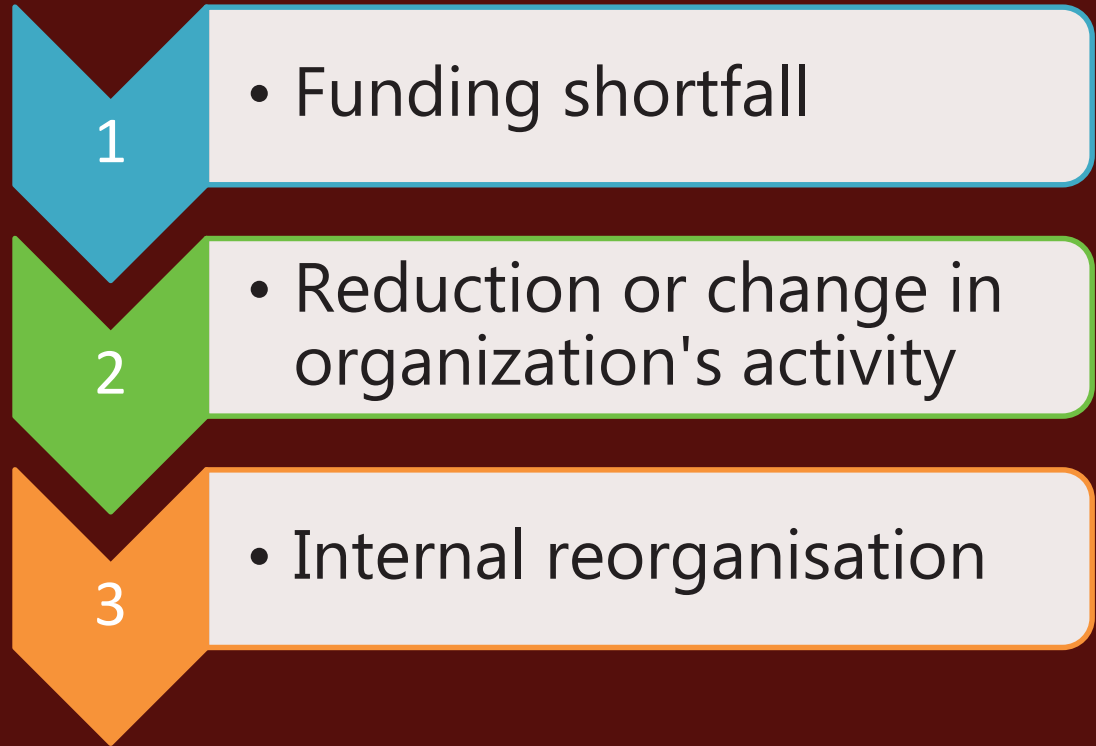 1
• Funding shortfall
2
• Reduction or change in
organization's activity
3
• Internal reorganisation